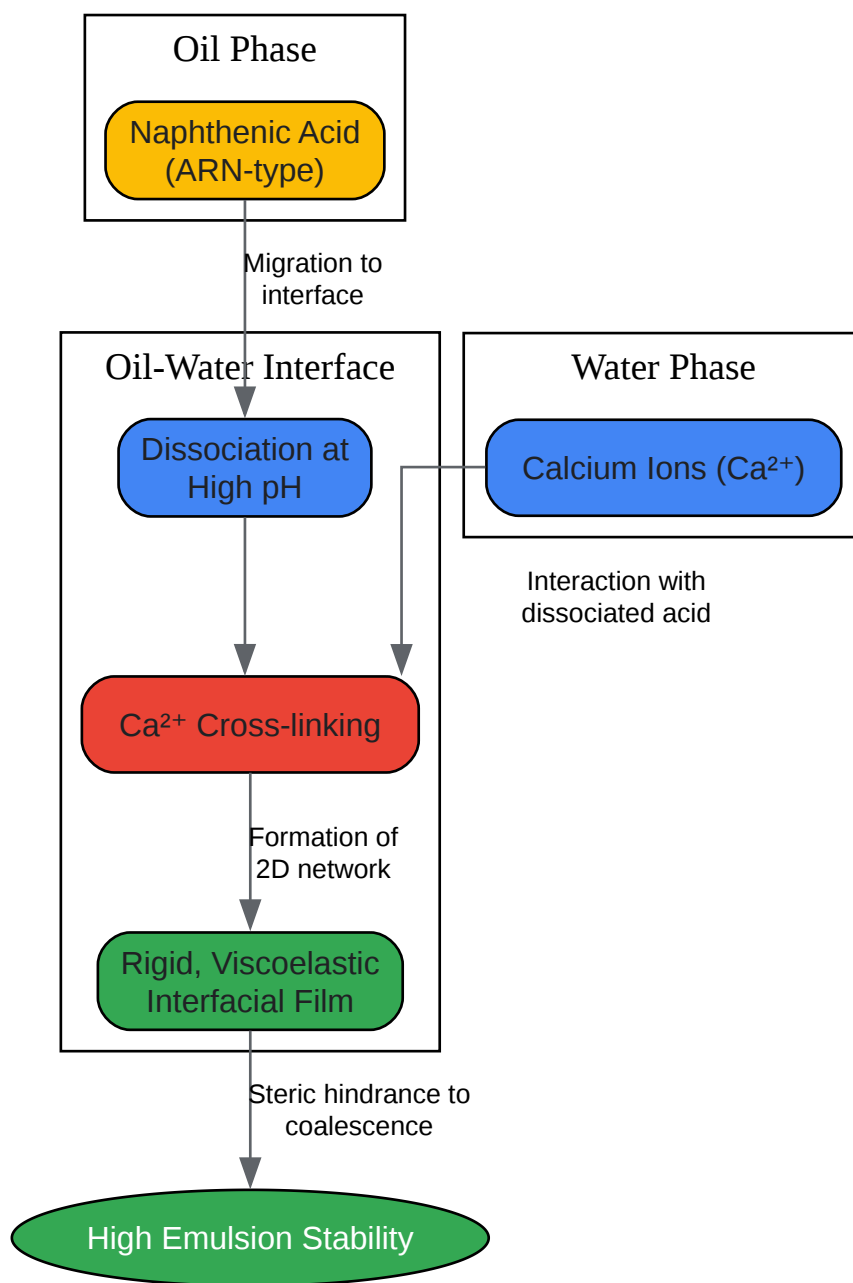 Oil Phase
Naphthenic Acid
(ARN-type)
Migration to
interface
Oil-Water Interface
Water Phase
Dissociation at
High pH
Calcium Ions (Ca²⁺)
Interaction with
dissociated acid
Ca²⁺ Cross-linking
Formation of
2D network
Rigid, Viscoelastic
Interfacial Film
Steric hindrance to
coalescence
High Emulsion Stability